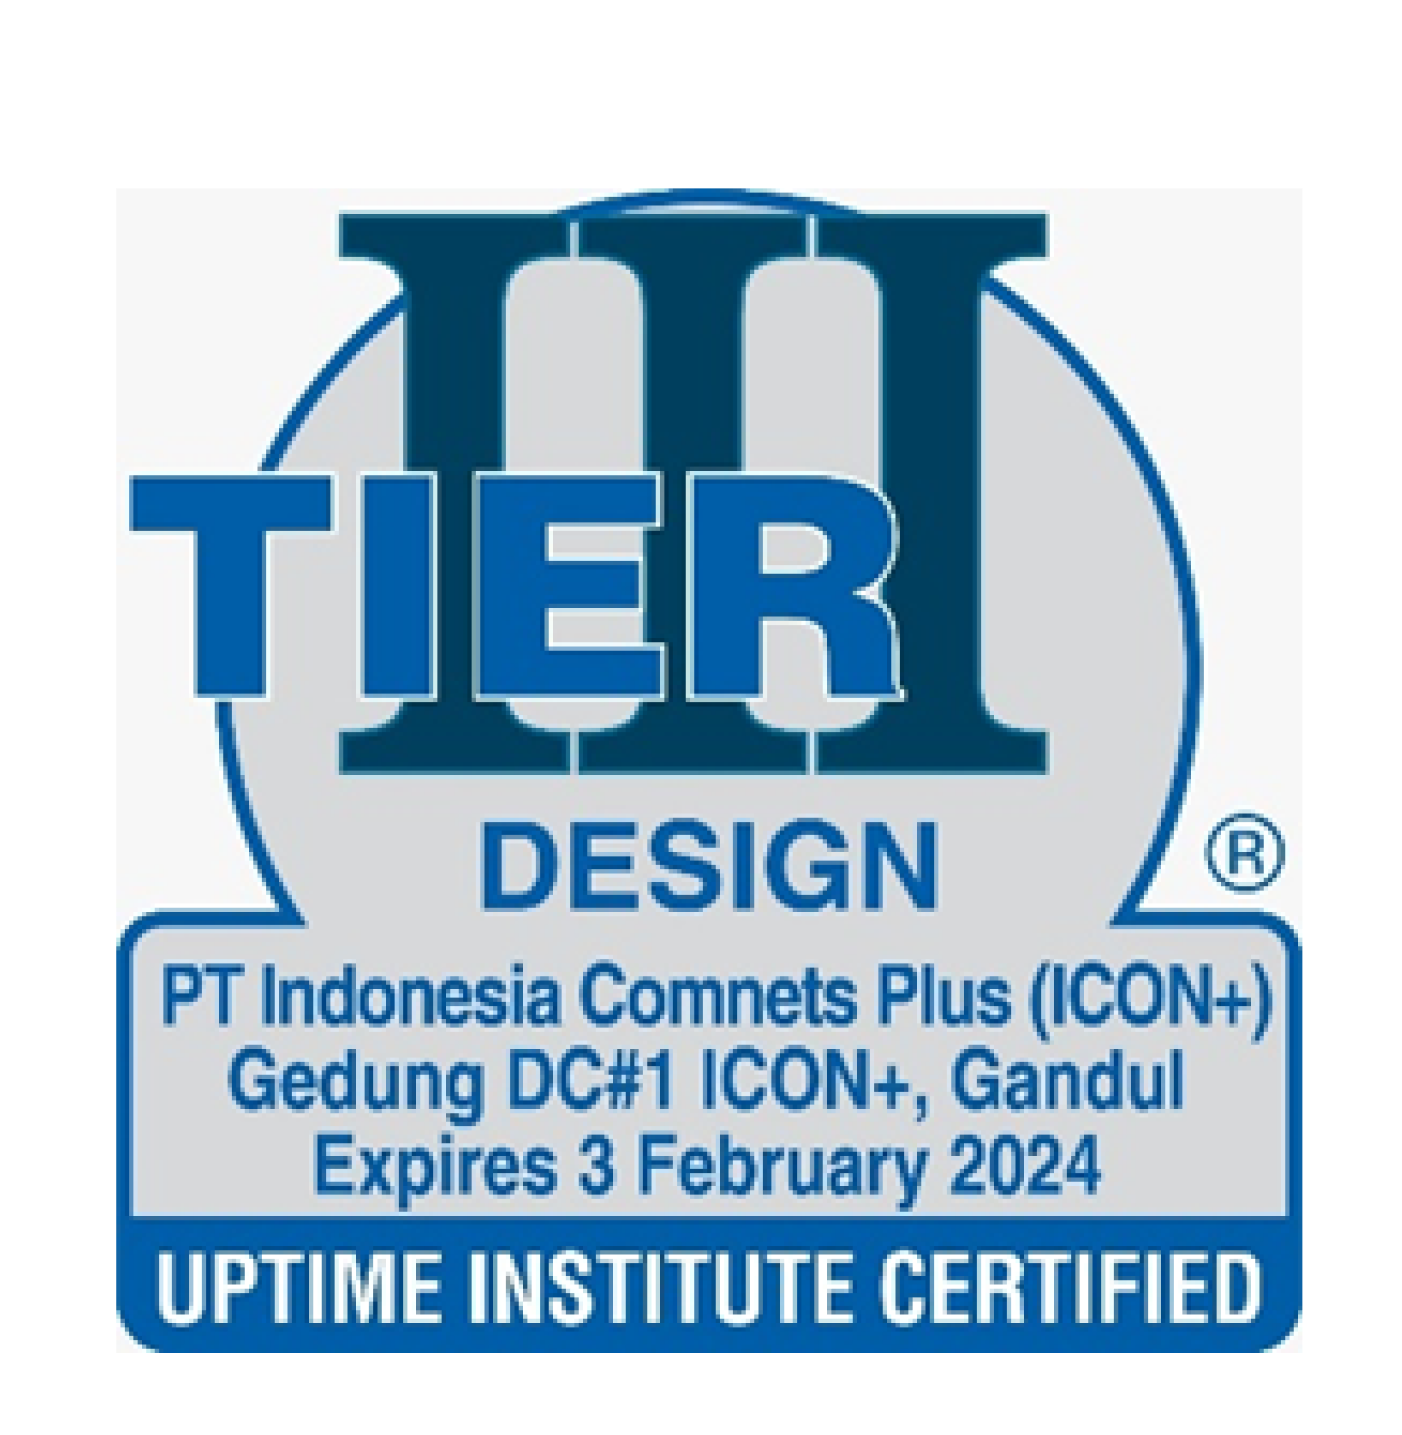 III
TIER
DESIGN
®
PT Indonesia Comnets Plus (ICON+)
Gedung DC#1 ICON+, Gandul
Expires 3 February 2024
UPTIME INSTITUTE CERTIFIED